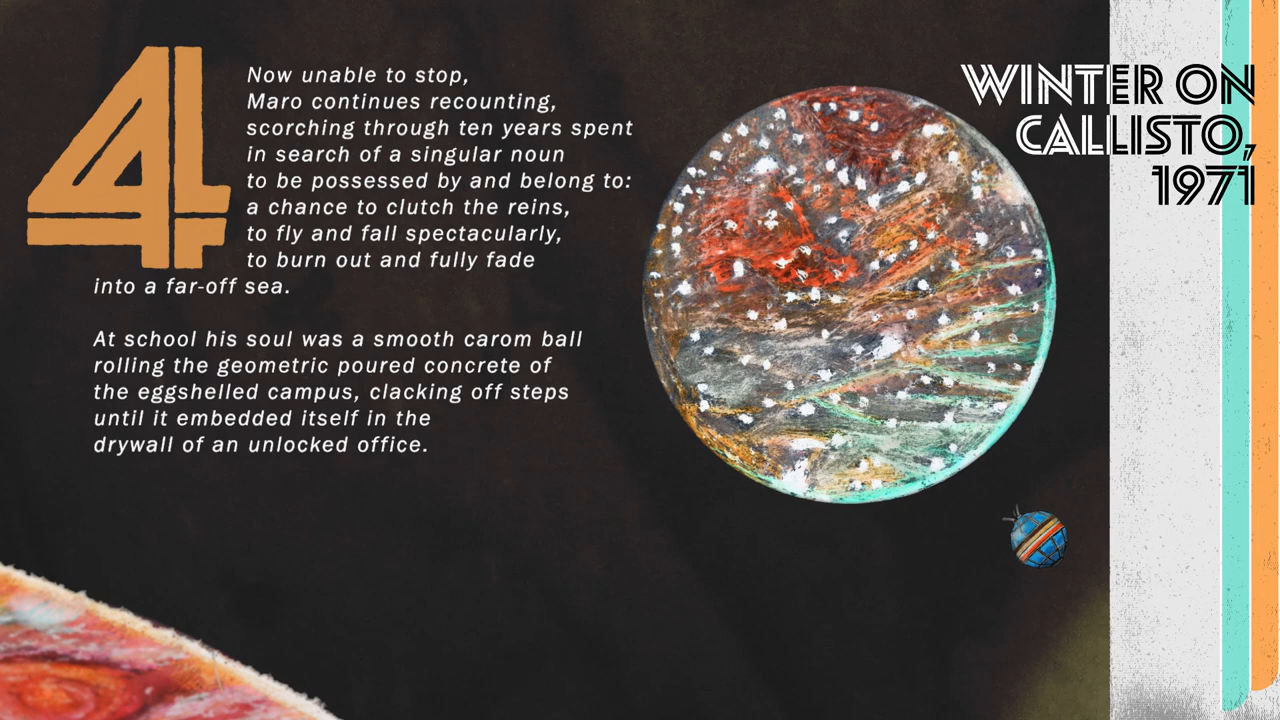 4
Now unable to stop,
Maro continues recounting,
scorching through ten years spent
in search of a singular noun
to be possessed by and belong to:
a chance to clutch the reins,
to fly and fall spectacularly,
to burn out and fully fade
into a far-off sea.
At school his soul was a smooth carom ball
rolling the geometric poured concrete of
the eggshelled campus, clacking off steps
until it embedded itself in the
drywall of an unlocked office.
WINTER ON
CALLISTO,
1971